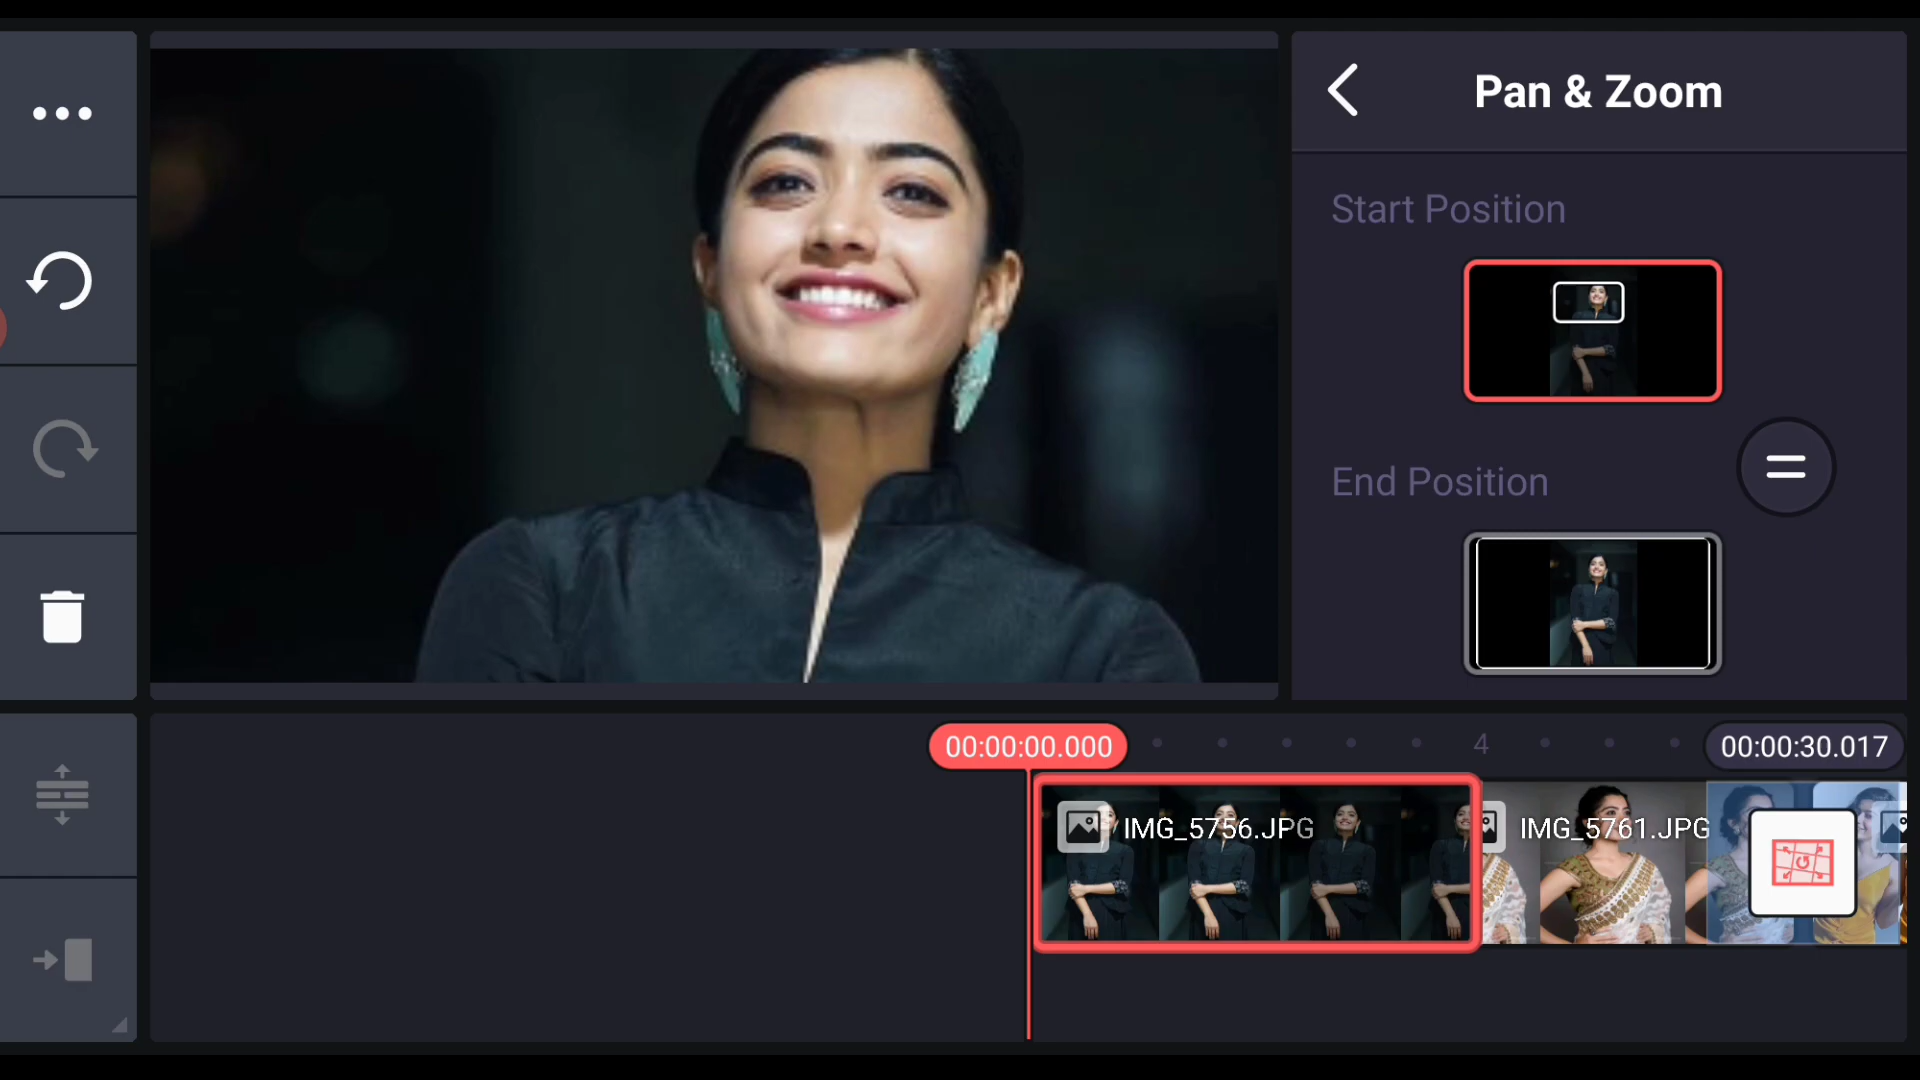 Pan & Zoom
Start Position
End Position
00:00:00.000
4
00:00:30.017
IMG_5756.JPG
IMG_5761.JPG